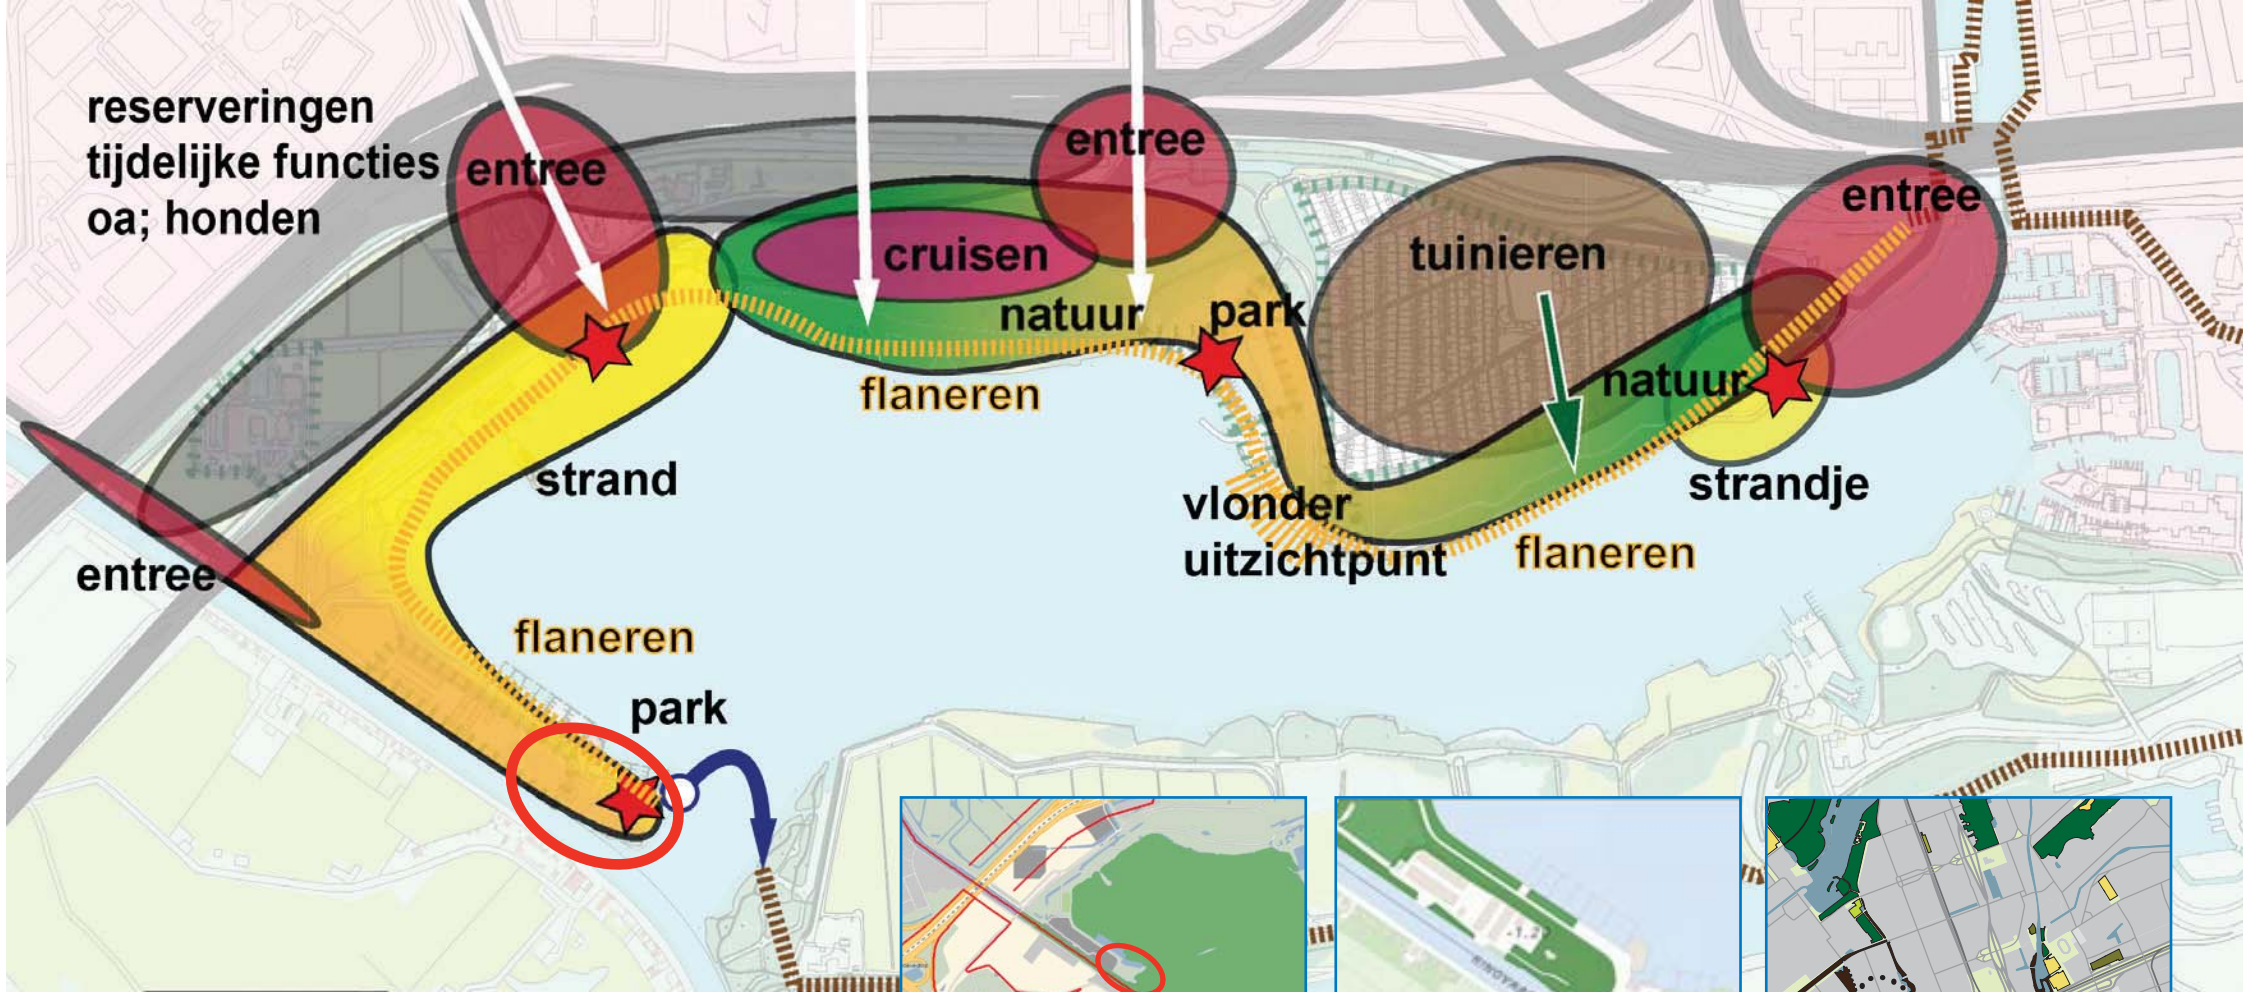 reserveringen
tijdelijke functies
oa; honden
entree
entree
entree
cruisen
tuinieren
natuur
park
natuur
flaneren
strand
strandje
vlonder
uitzichtpunt
flaneren
entree
flaneren
park